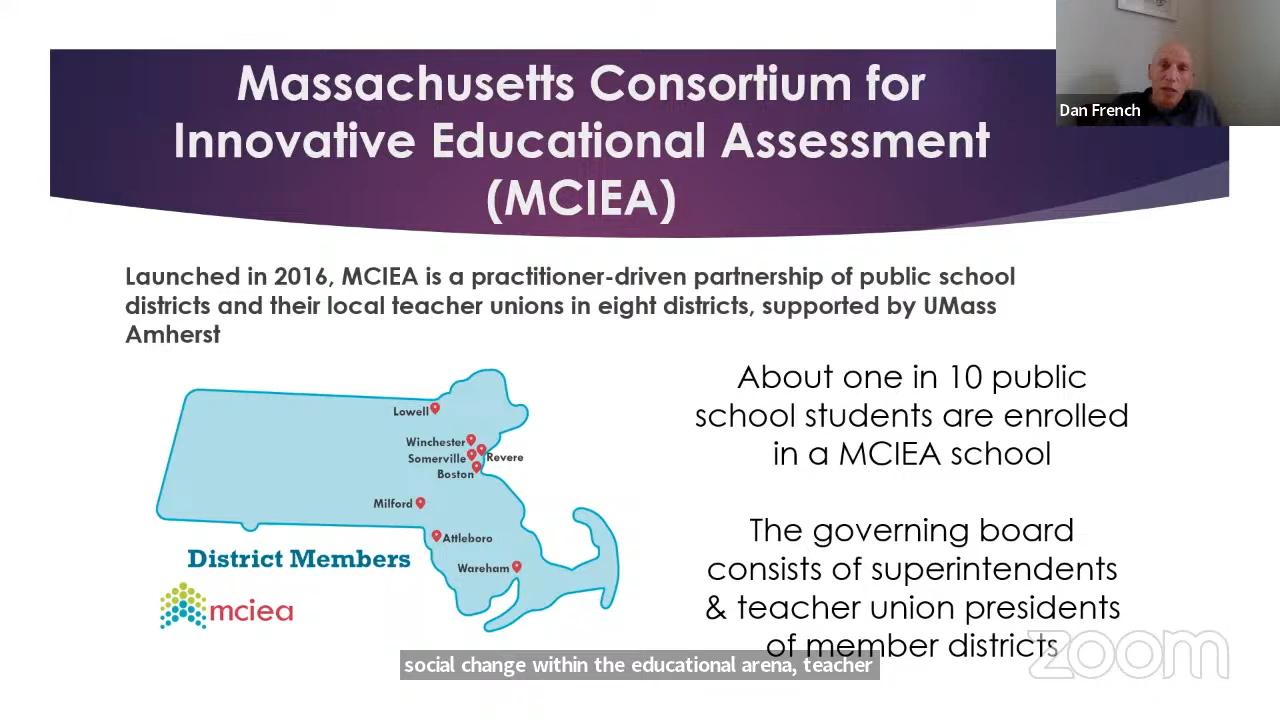 Massachusetts Consortium for
Innovative Educational Assessment
(MCIEA)
Dan French
Launched in 2016, MCIEA is a practitioner-driven partnership of public school
districts and their local teacher unions in eight districts, supported by UMass
Amherst
Lowell
Winchester
Somerville
Revere
Boston
Milford
Attleboro
Wareham
District Members
mciea
About one in 10 public
school students are enrolled
in a MCIEA school
The governing board
consists of superintendents
& teacher union presidents
of member districts
zoom
social change within the educational arena, teacher